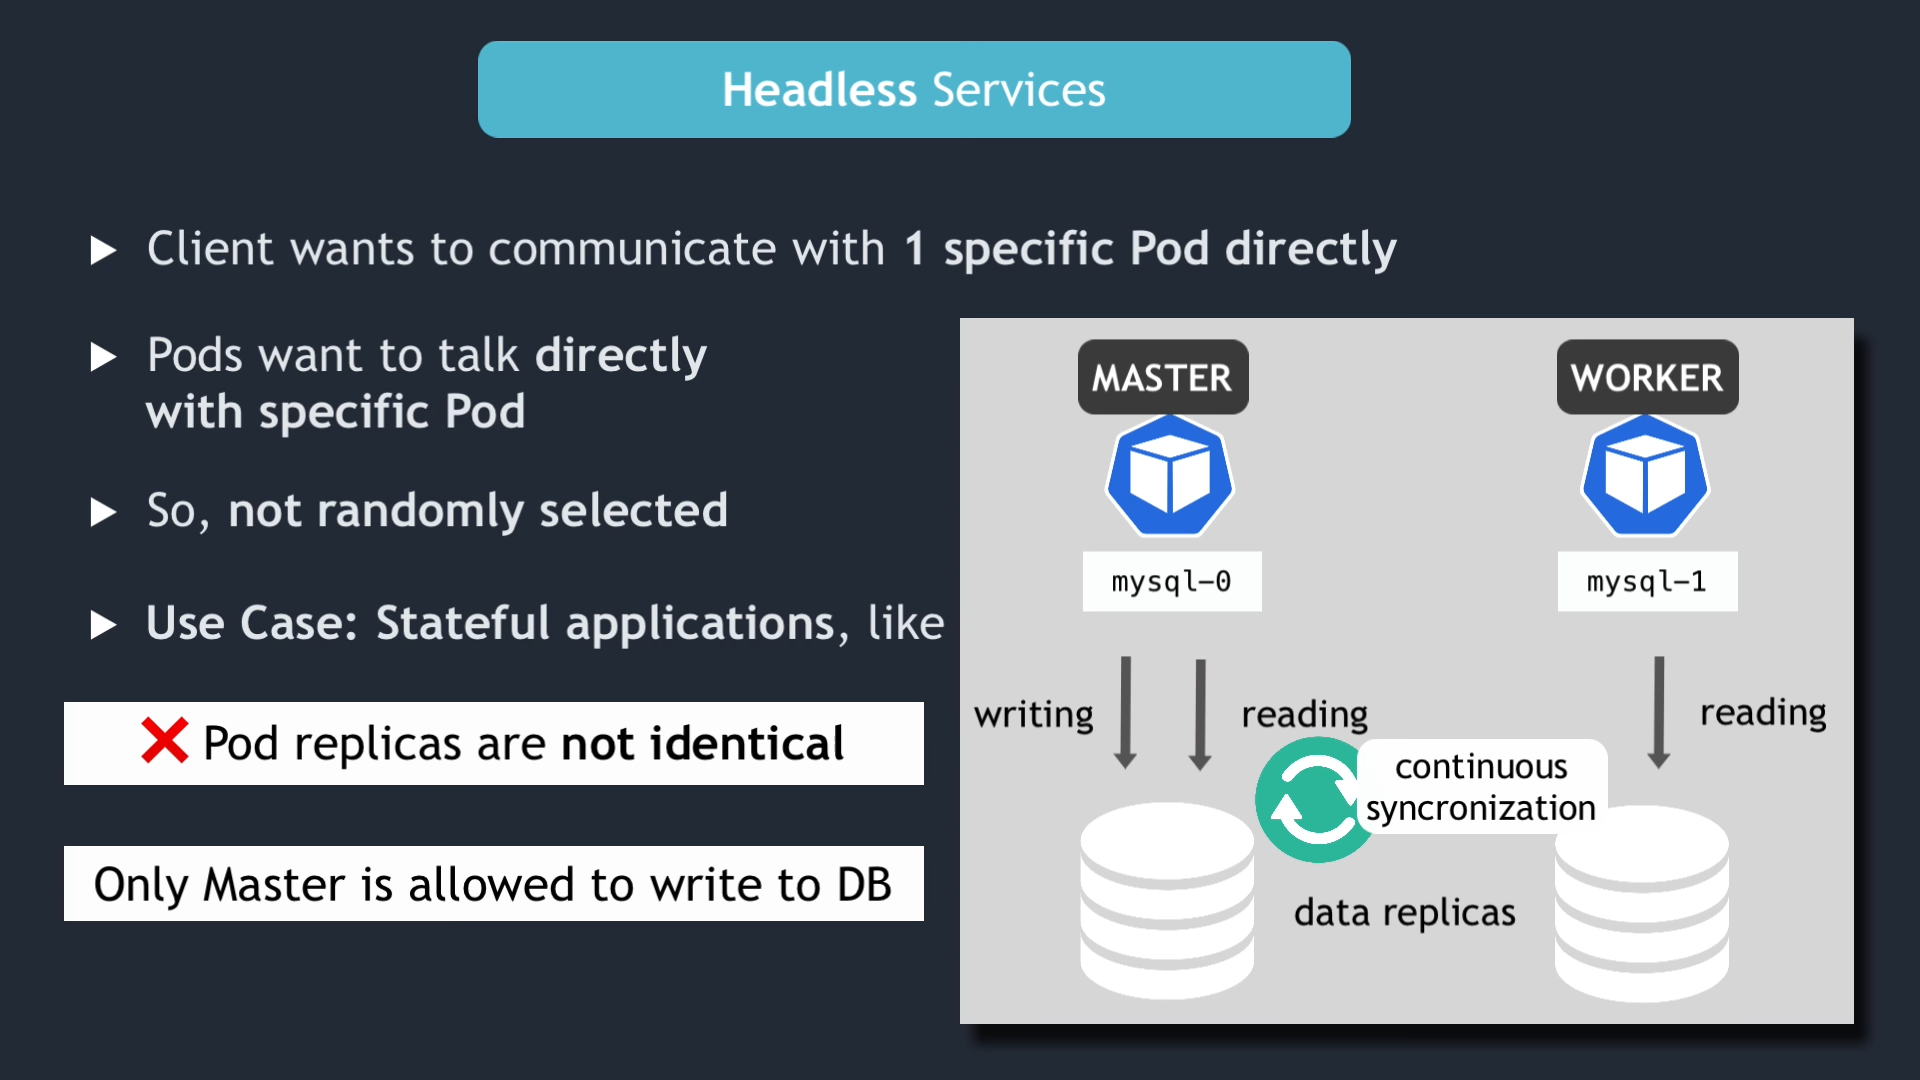 Headless Services
Client wants to communicate with 1 specific Pod directly
Pods want to talk directly
with specific Pod
So, not randomly selected
Use Case: Stateful applications, like
Pod replicas are not identical
Only Master is allowed to write to DB
MASTER
WORKER
mysql-0
mysql-1
writing
reading
reading
continuous
syncronization
data replicas